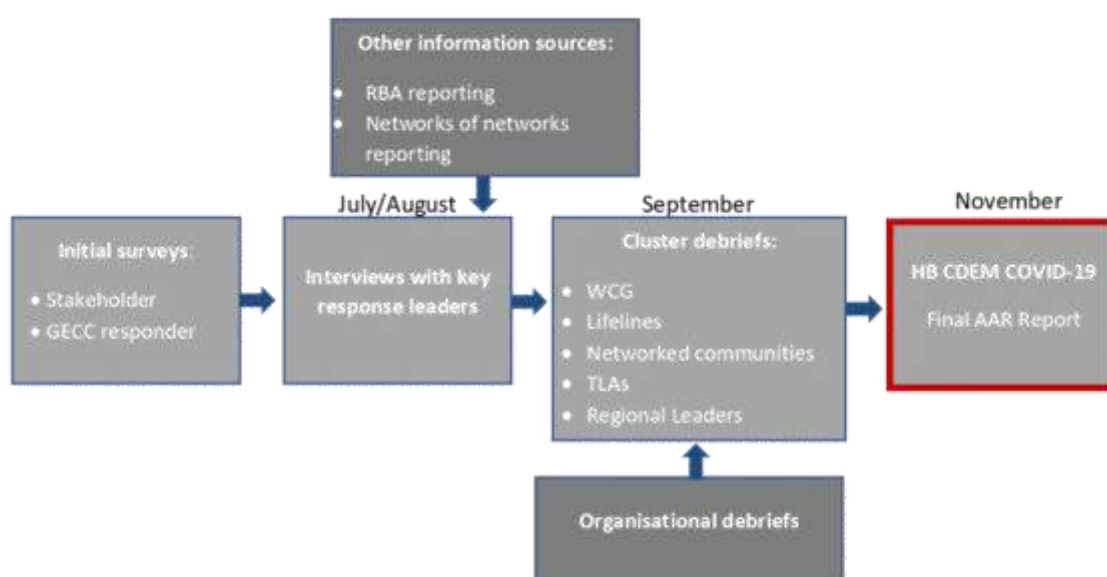 Other information sources:
• RBA reporting
• Networks of networks
reporting
July/August
September
November
Initial surveys:
• Stakeholder
• GECC responder
Interviews with key
response leaders
Cluster debriefs:
• WCG
• Lifelines
• Networked communities
• TLAs
• Regional Leaders
HB CDEM COVID-19
Final AAR Report
Organisational debriefs